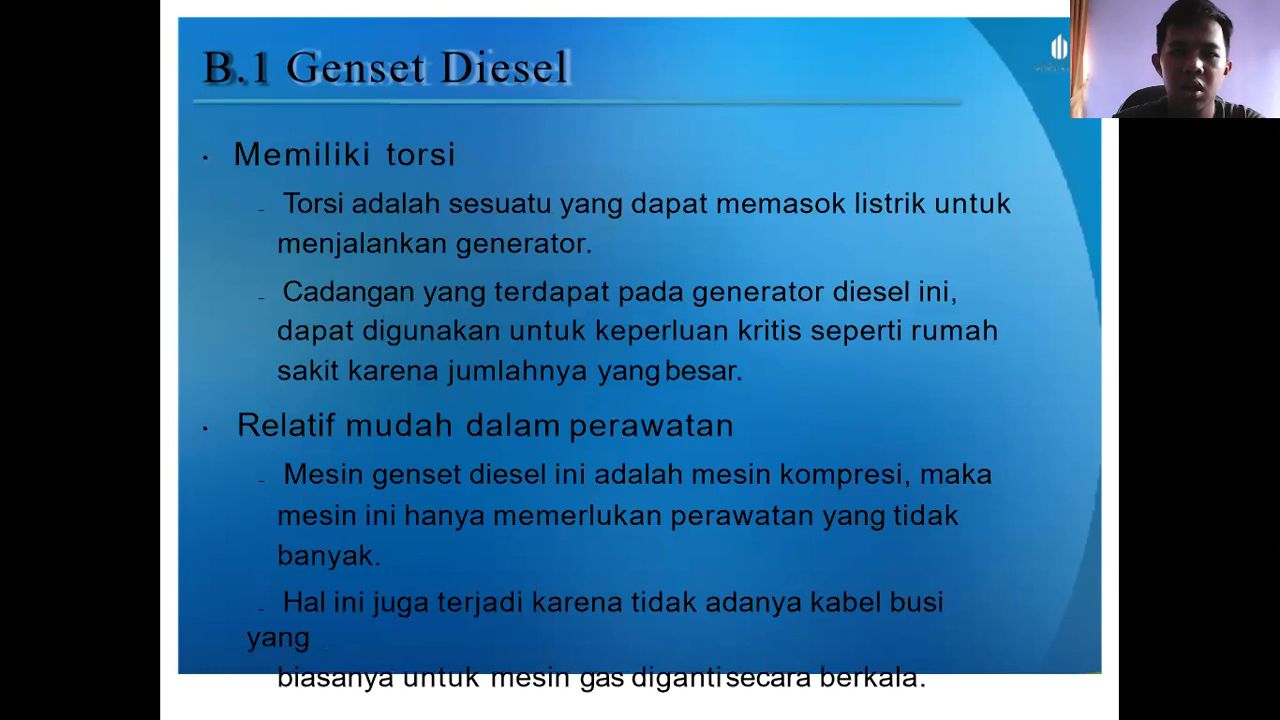 B.1 Genset Diesel
• Memiliki torsi
– Torsi adalah sesuatu yang dapat memasok listrik untuk
menjalankan generator.
– Cadangan yang terdapat pada generator diesel ini,
dapat digunakan untuk keperluan kritis seperti rumah
sakit karena jumlahnya yang besar.
• Relatif mudah dalam perawatan
– Mesin genset diesel ini adalah mesin kompresi, maka
mesin ini hanya memerlukan perawatan yang tidak
banyak.
– Hal ini juga terjadi karena tidak adanya kabel busi
yang
biasanya untuk mesin gas diganti secara berkala.